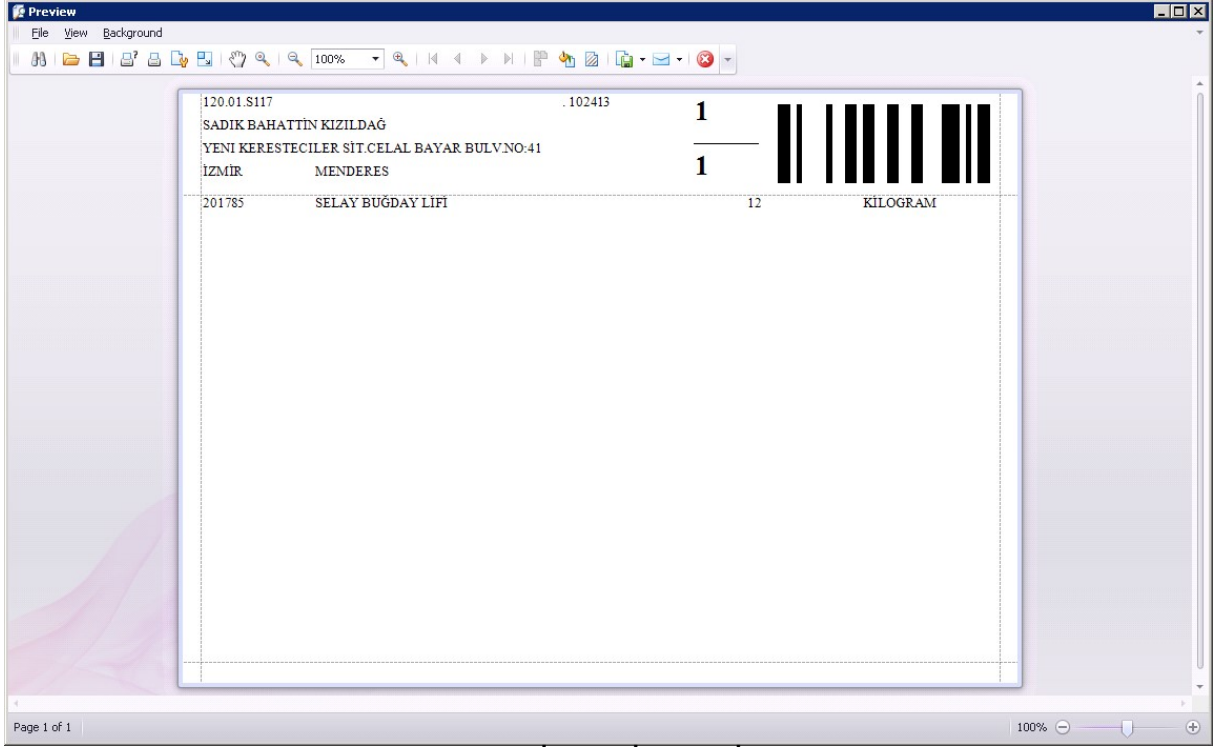 Preview
File View Background
100%
120.01.S117 . 102413 1
SADIK BAHATTİN KIZILDAĞ
YENI KERESTECILER SİT.CELAL BAYAR BULV.NO:41
İZMİR MENDERES 1
201785 SELAY BUĞDAY LİFİ 12 KİLOGRAM
Page 1 of 1 100%